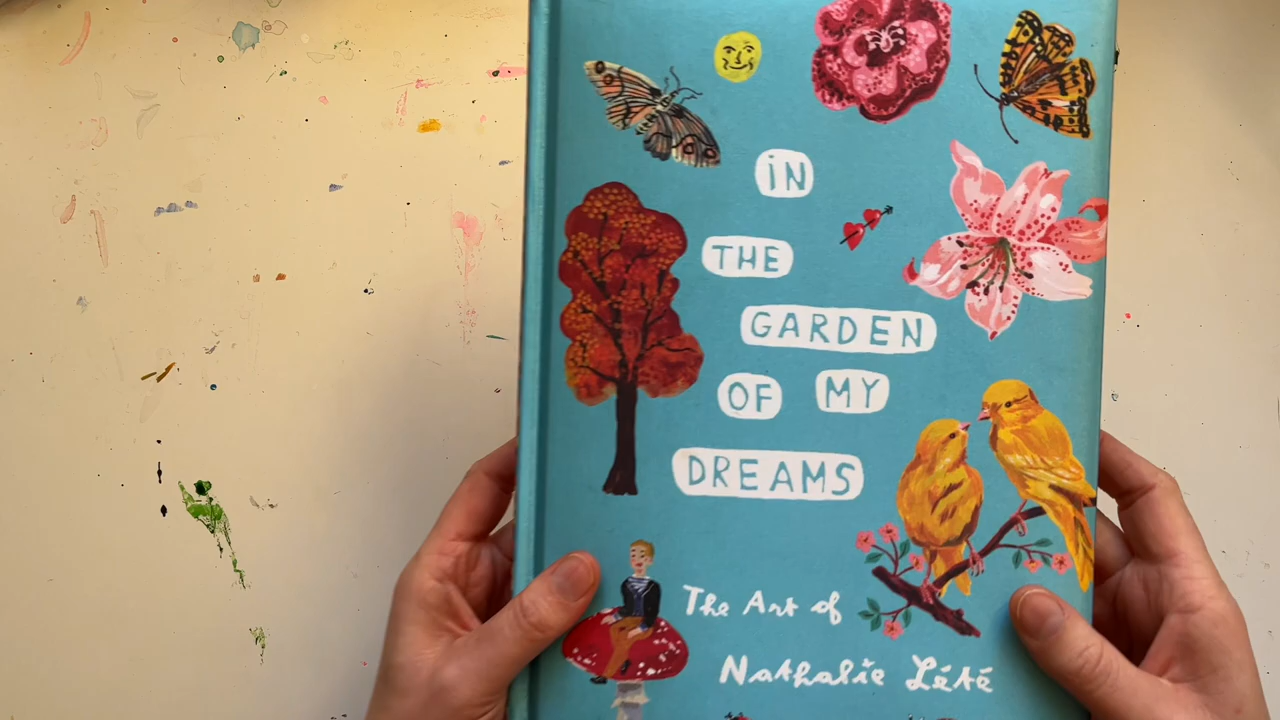 iN
THE
GARDEN
OF MY
DREAMS
The Art of
Nathalie Lété